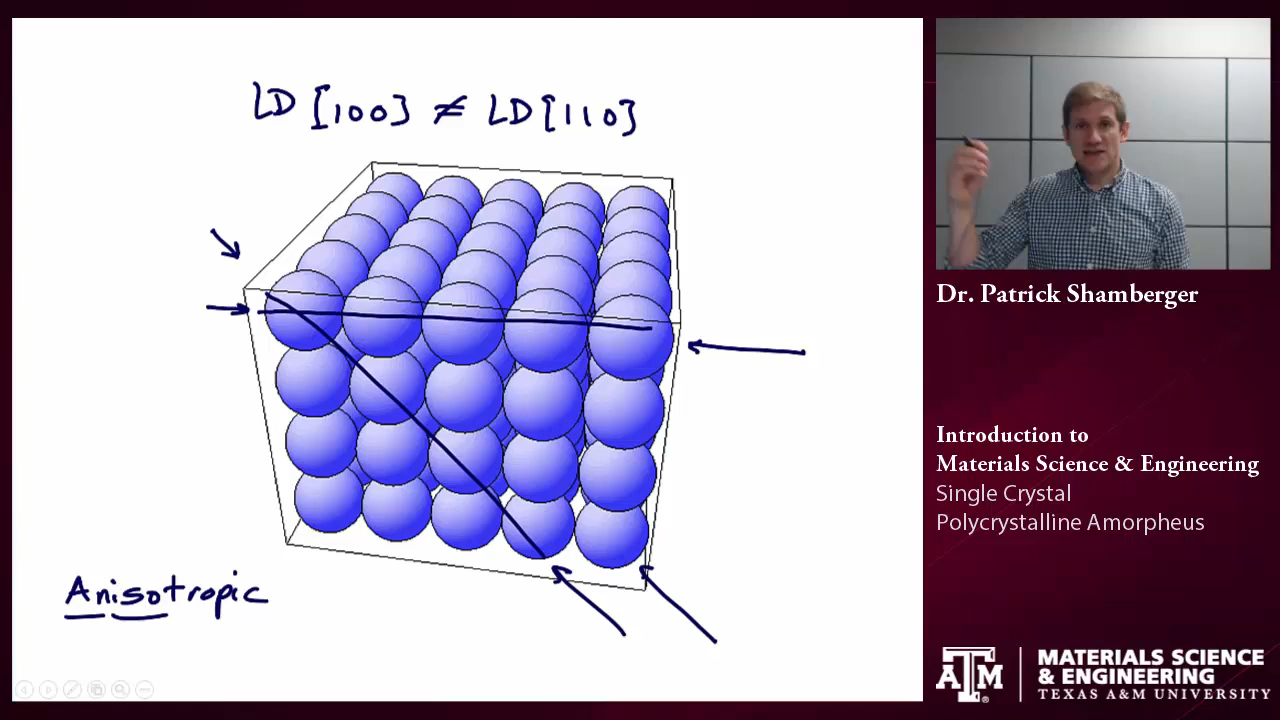 LD [100] ≠ LD [110]
Anisotropic
Dr. Patrick Shamberger
Introduction to
Materials Science & Engineering
Single Crystal
Polycrystalline Amorpheus
ATM
MATERIALS SCIENCE
& ENGINEERING
TEXAS A&M UNIVERSITY